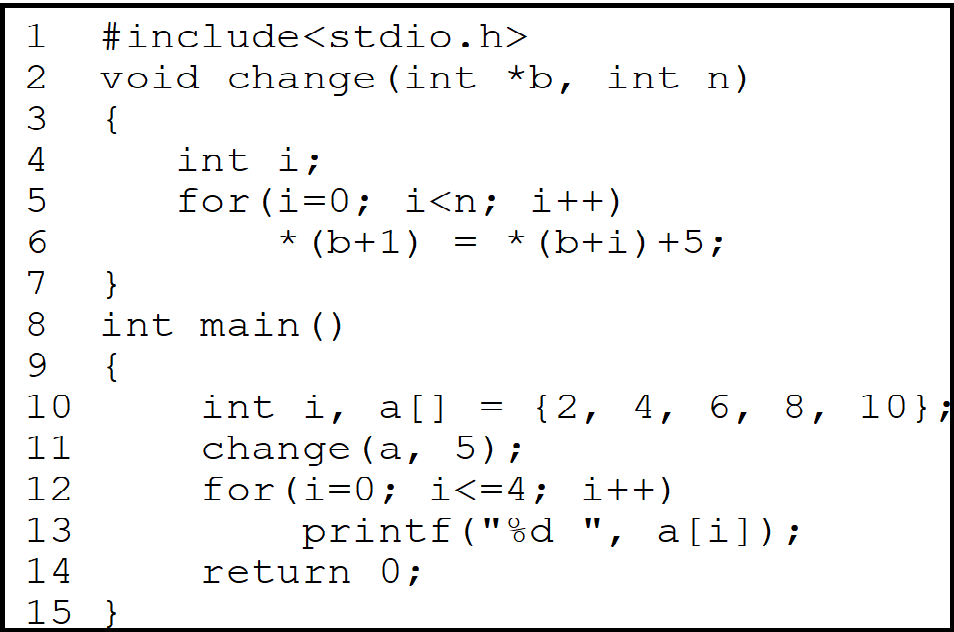 1 #include<stdio.h>
2 void change(int *b, int n)
3 {
4 int i;
5 for(i=0; i<n; i++)
6 *(b+1) = *(b+i)+5;
7 }
8 int main()
9 {
10 int i, a[] = {2, 4, 6, 8, 10};
11 change(a, 5);
12 for(i=0; i<=4; i++)
13 printf("%d ", a[i]);
14 return 0;
15 }